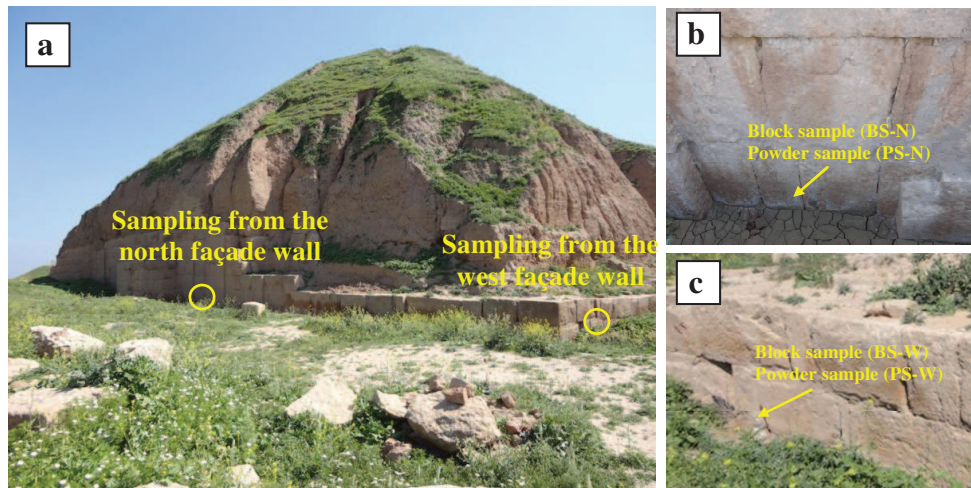 a
Sampling from the
north façade wall
Sampling from the
west façade wall
b
Block sample (BS-N)
Powder sample (PS-N)
c
Block sample (BS-W)
Powder sample (PS-W)